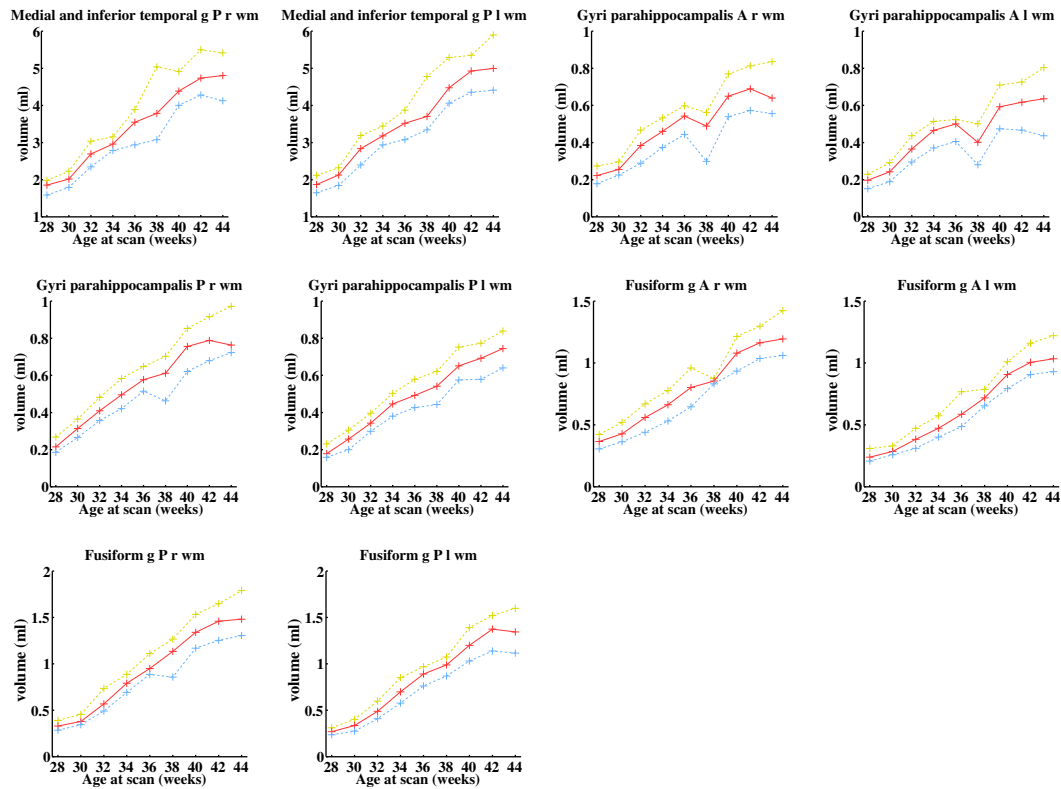 Medial and inferior temporal g P r wm
6
5
4
3
2
1
volume (ml)
28 30 32 34 36 38 40 42 44
Age at scan (weeks)
Medial and inferior temporal g P l wm
6
5
4
3
2
1
volume (ml)
28 30 32 34 36 38 40 42 44
Age at scan (weeks)
Gyri parahippocampalis A r wm
1
0.8
0.6
0.4
0.2
0
volume (ml)
28 30 32 34 36 38 40 42 44
Age at scan (weeks)
Gyri parahippocampalis A l wm
1
0.8
0.6
0.4
0.2
0
volume (ml)
28 30 32 34 36 38 40 42 44
Age at scan (weeks)
Gyri parahippocampalis P r wm
1
0.8
0.6
0.4
0.2
0
volume (ml)
28 30 32 34 36 38 40 42 44
Age at scan (weeks)
Gyri parahippocampalis P l wm
1
0.8
0.6
0.4
0.2
0
volume (ml)
28 30 32 34 36 38 40 42 44
Age at scan (weeks)
Fusiform g A r wm
1.5
1
0.5
0
volume (ml)
28 30 32 34 36 38 40 42 44
Age at scan (weeks)
Fusiform g A l wm
1.5
1
0.5
0
volume (ml)
28 30 32 34 36 38 40 42 44
Age at scan (weeks)
Fusiform g P r wm
2
1.5
1
0.5
0
volume (ml)
28 30 32 34 36 38 40 42 44
Age at scan (weeks)
Fusiform g P l wm
2
1.5
1
0.5
0
volume (ml)
28 30 32 34 36 38 40 42 44
Age at scan (weeks)